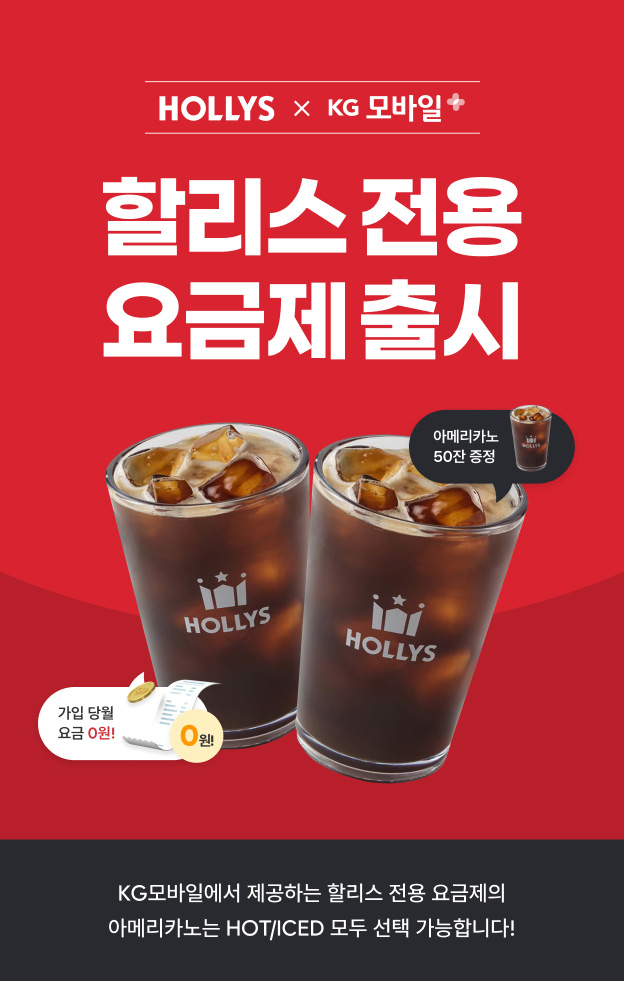 HOLLYS × KG 모바일
할리스 전용
요금제 출시
아메리카노
50잔 증정
HOLLYS
HOLLYS
HOLLYS
가입 당월
요금 0원!
0원!
KG모바일에서 제공하는 할리스 전용 요금제의
아메리카노는 HOT/ICED 모두 선택 가능합니다!